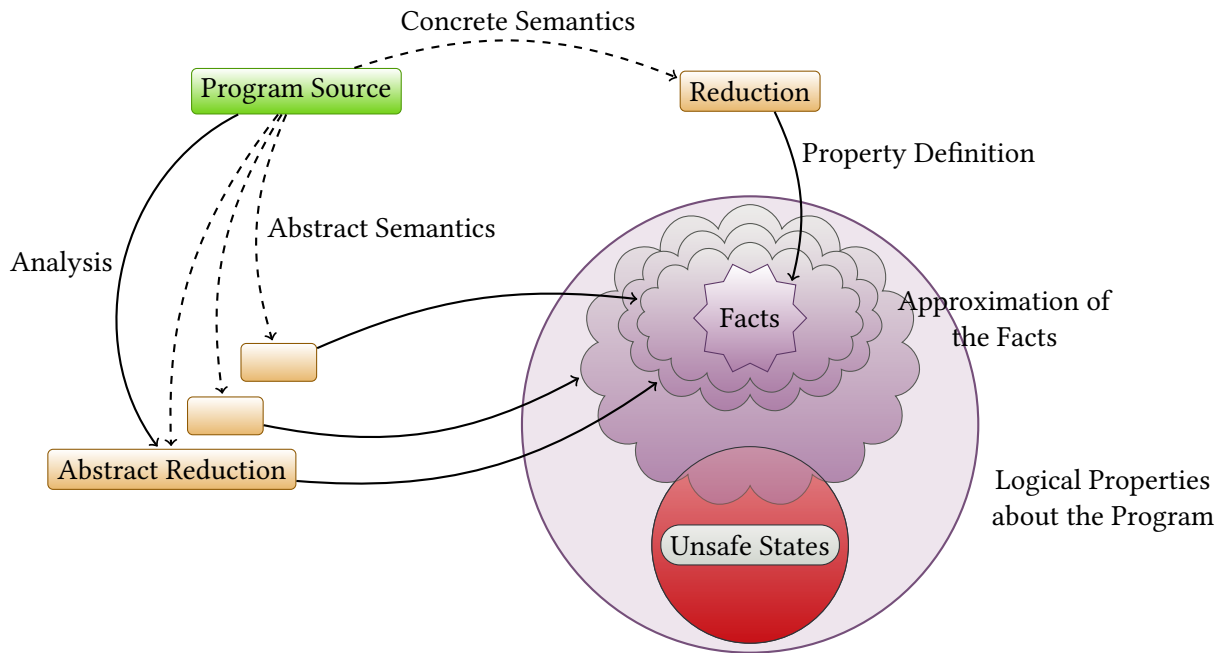 Concrete Semantics
Program Source
Reduction
Property Definition
Abstract Semantics
Analysis
Approximation of
the Facts
Facts
Abstract Reduction
Logical Properties
about the Program
Unsafe States